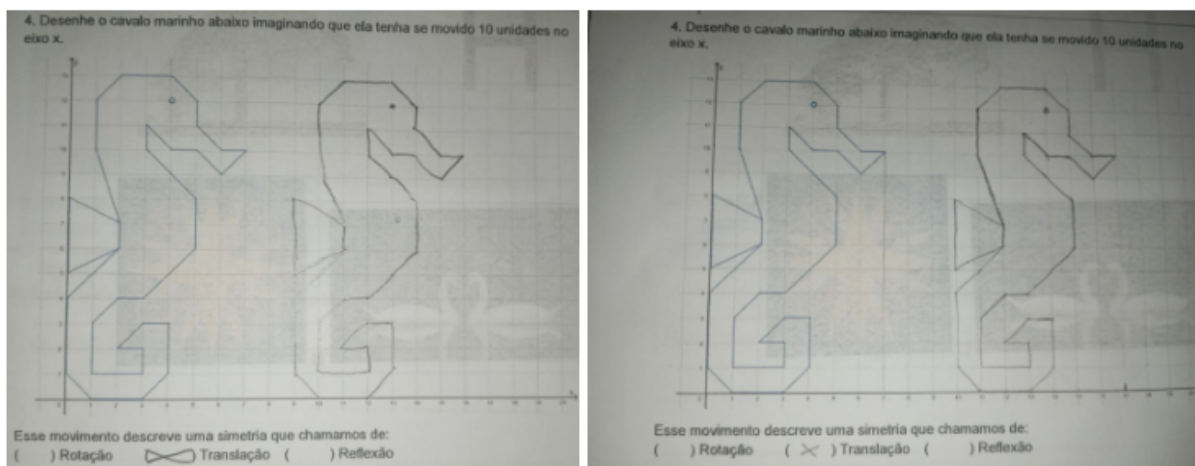 4. Desenhe o cavalo marinho abaixo imaginando que ela tenha se movido 10 unidades no
eixo x.
Esse movimento descreve uma simetria que chamamos de:
( ) Rotação ( ) Translação ( ) Reflexão
4. Desenhe o cavalo marinho abaixo imaginando que ela tenha se movido 10 unidades no
eixo x.
Esse movimento descreve uma simetria que chamamos de:
( ) Rotação ( X ) Translação ( ) Reflexão